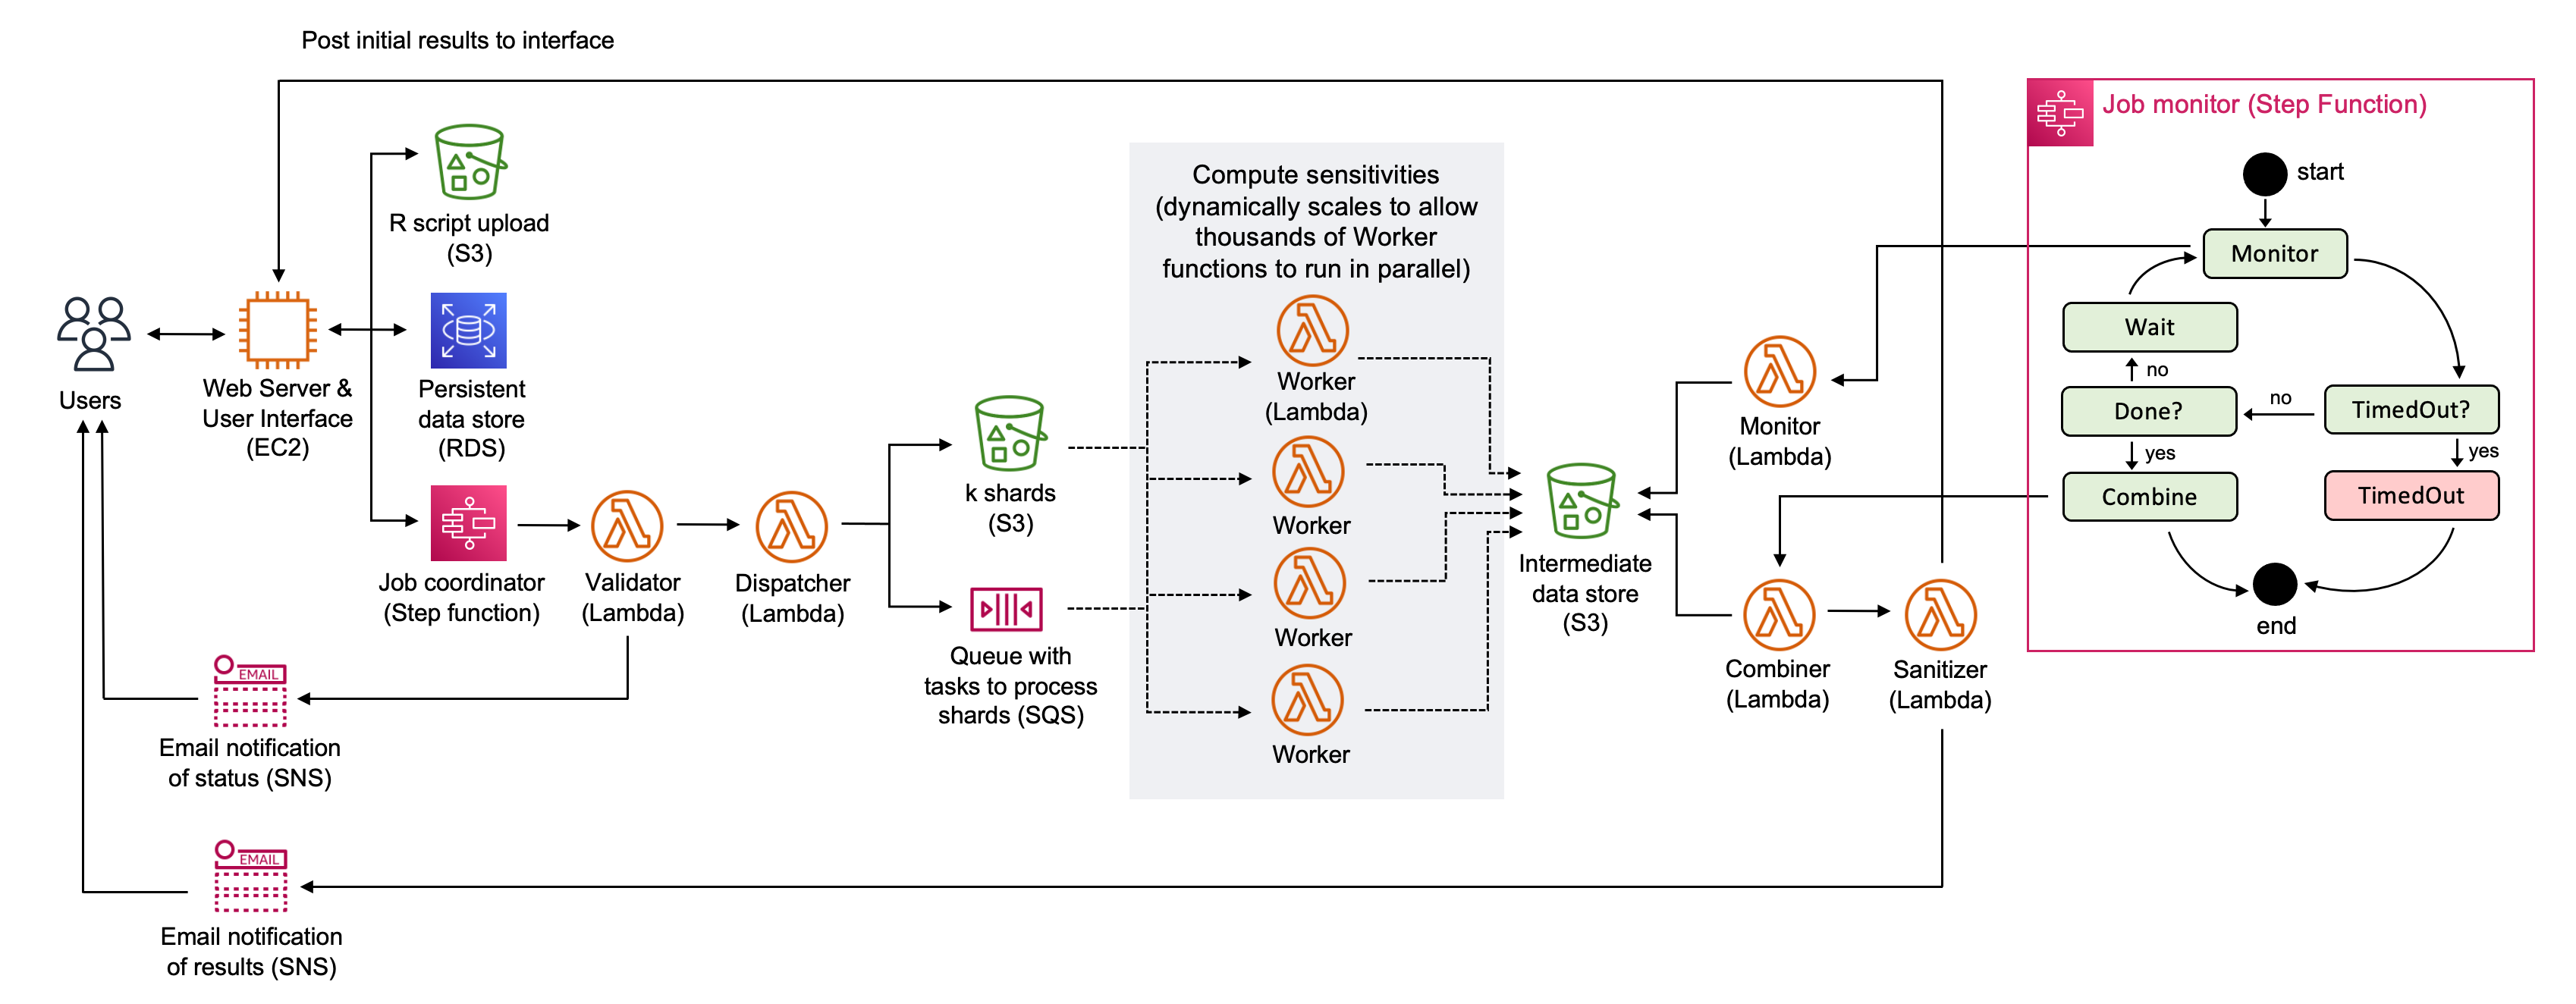 Post initial results to interface
R script upload
(S3)
Users
Web Server &
User Interface
(EC2)
Persistent
data store
(RDS)
Job coordinator
(Step function)
Validator
(Lambda)
Dispatcher
(Lambda)
EMAIL
Email notification
of status (SNS)
EMAIL
Email notification
of results (SNS)
k shards
(S3)
Queue with
tasks to process
shards (SQS)
Compute sensitivities
(dynamically scales to allow
thousands of Worker
functions to run in parallel)
Worker
(Lambda)
Worker
Worker
Worker
Intermediate
data store
(S3)
Monitor
(Lambda)
Combiner
(Lambda)
Sanitizer
(Lambda)
Job monitor (Step Function)
start
Monitor
Wait
no
Done?
no
TimedOut?
yes
yes
Combine
TimedOut
end